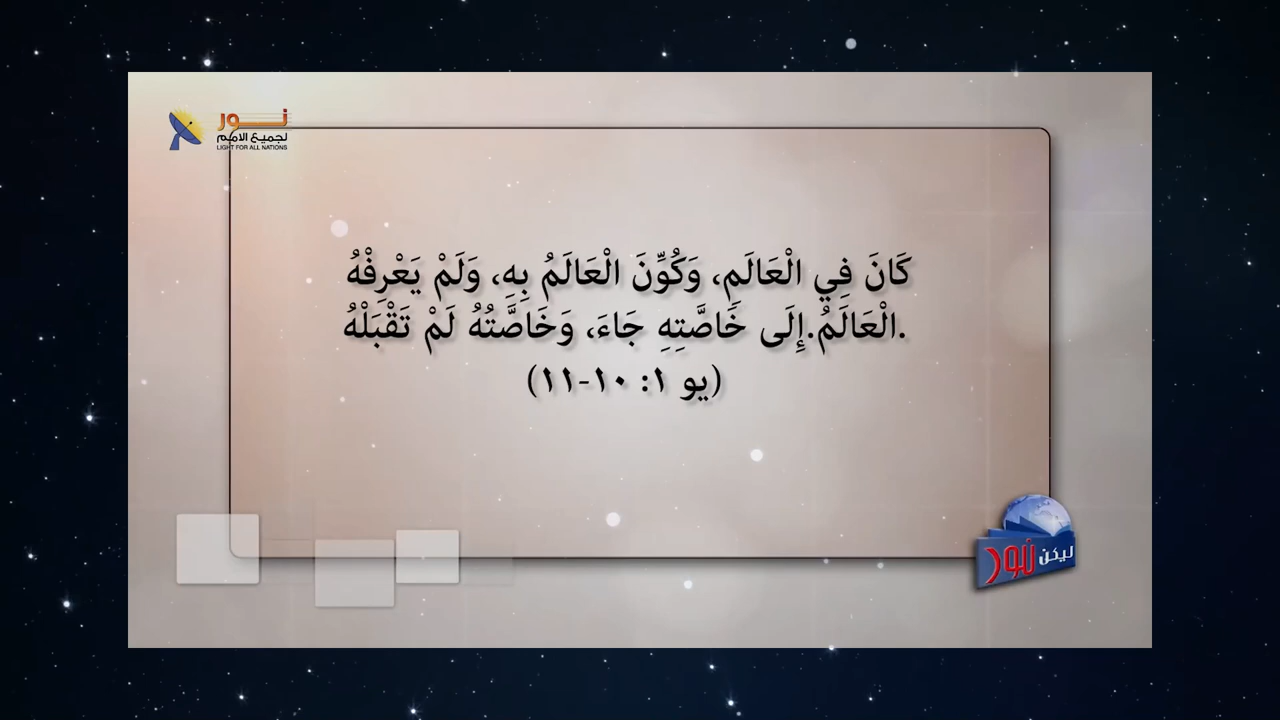 نور
لجميع الامم
LIGHT FOR ALL NATIONS
كَانَ فِي الْعَالَمِ، وَكُوِّنَ الْعَالَمُ بِهِ، وَلَمْ يَعْرِفْهُ
الْعَالَمُ.إِلَى خَاصَّتِهِ جَاءَ، وَخَاصَّتُهُ لَمْ تَقْبَلْهُ.
(يو ١: ١٠-١١)
ليكن نور